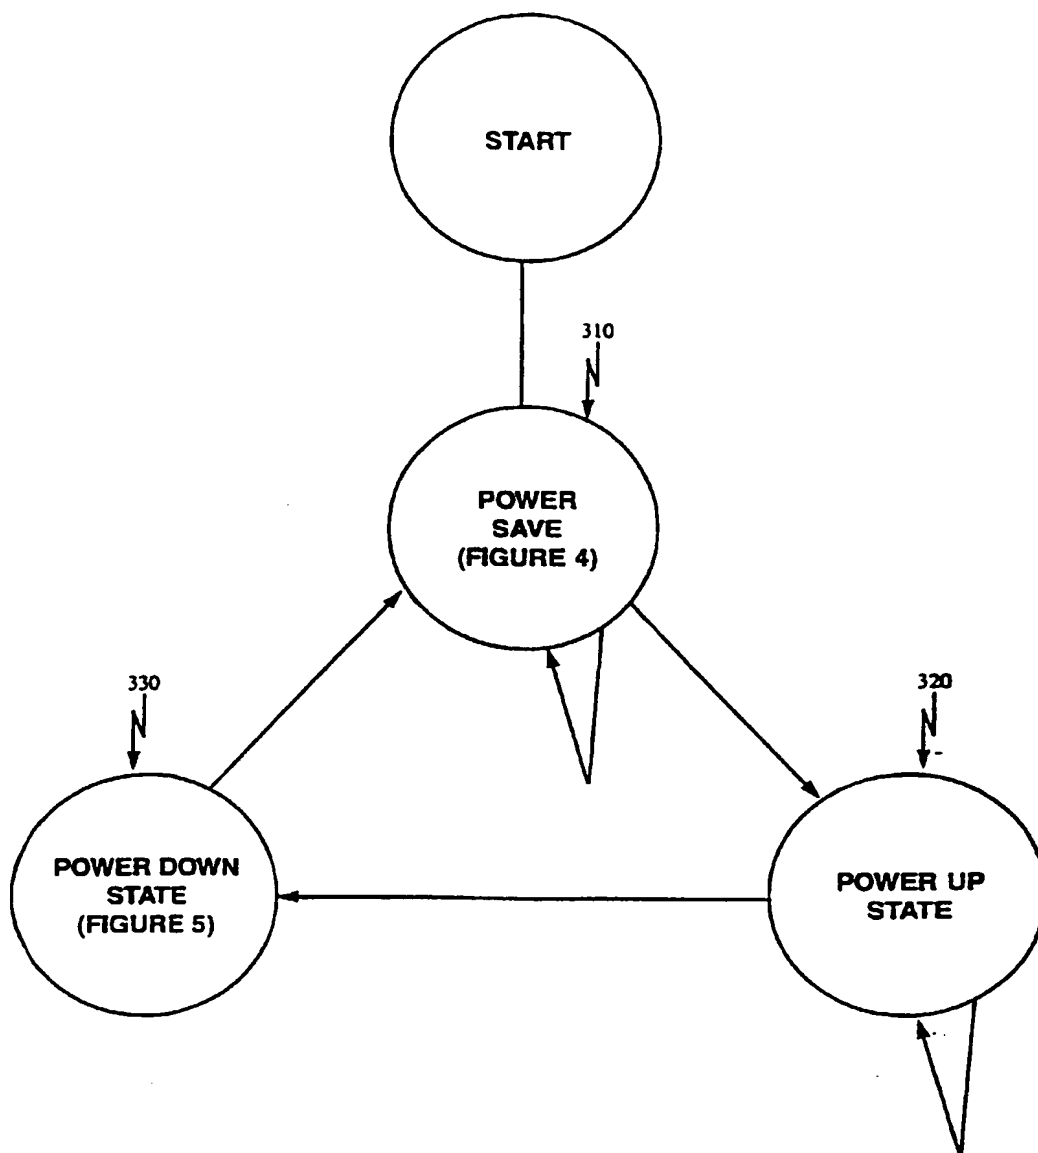 START
310
POWER
SAVE
(FIGURE 4)
330
320
POWER DOWN
STATE
(FIGURE 5)
POWER UP
STATE